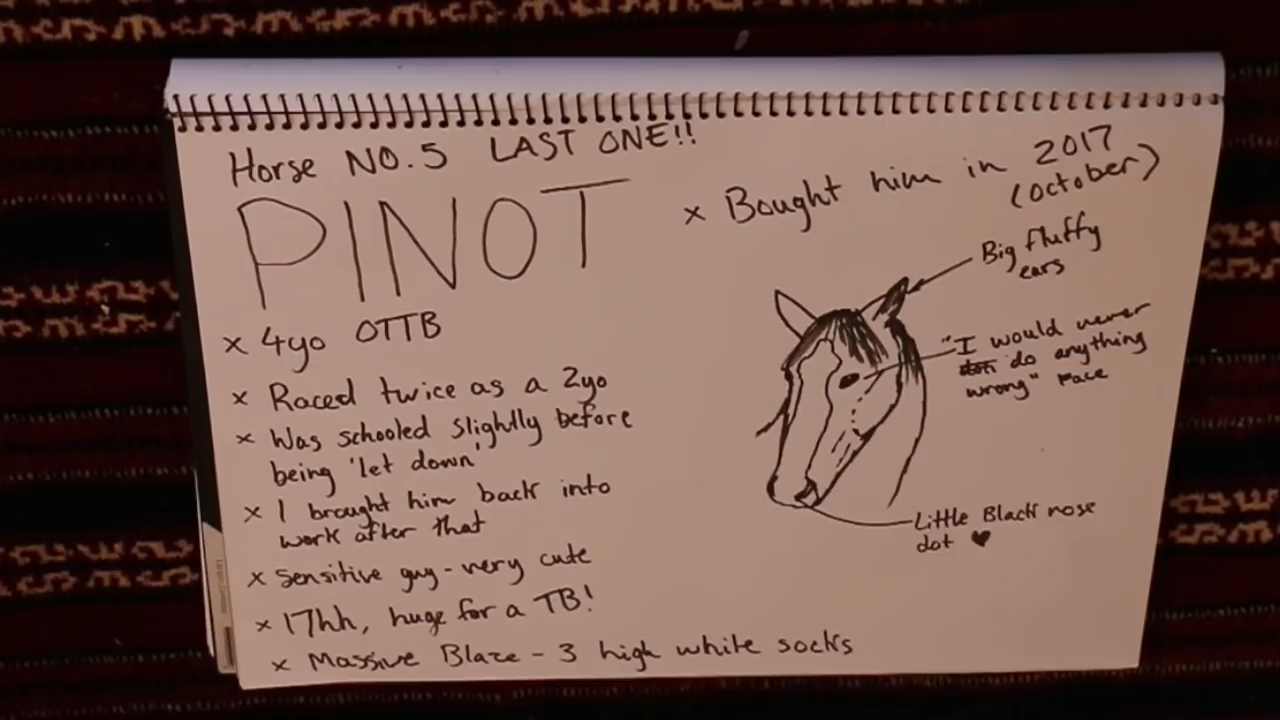 Horse NO.5 LAST ONE!!
PINOT
x 4yo OTTB
x Raced twice as a 2yo
x Was schooled slightly before
being 'let down'
x I brought him back into
work after that
x Sensitive guy - very cute
x 17hh, huge for a TB!
x Massive Blaze - 3 high white socks
x Bought him in 2017
(October)
Big fluffy
ears
"I would never
do anything
wrong" Face
Little Black nose
dot ♥